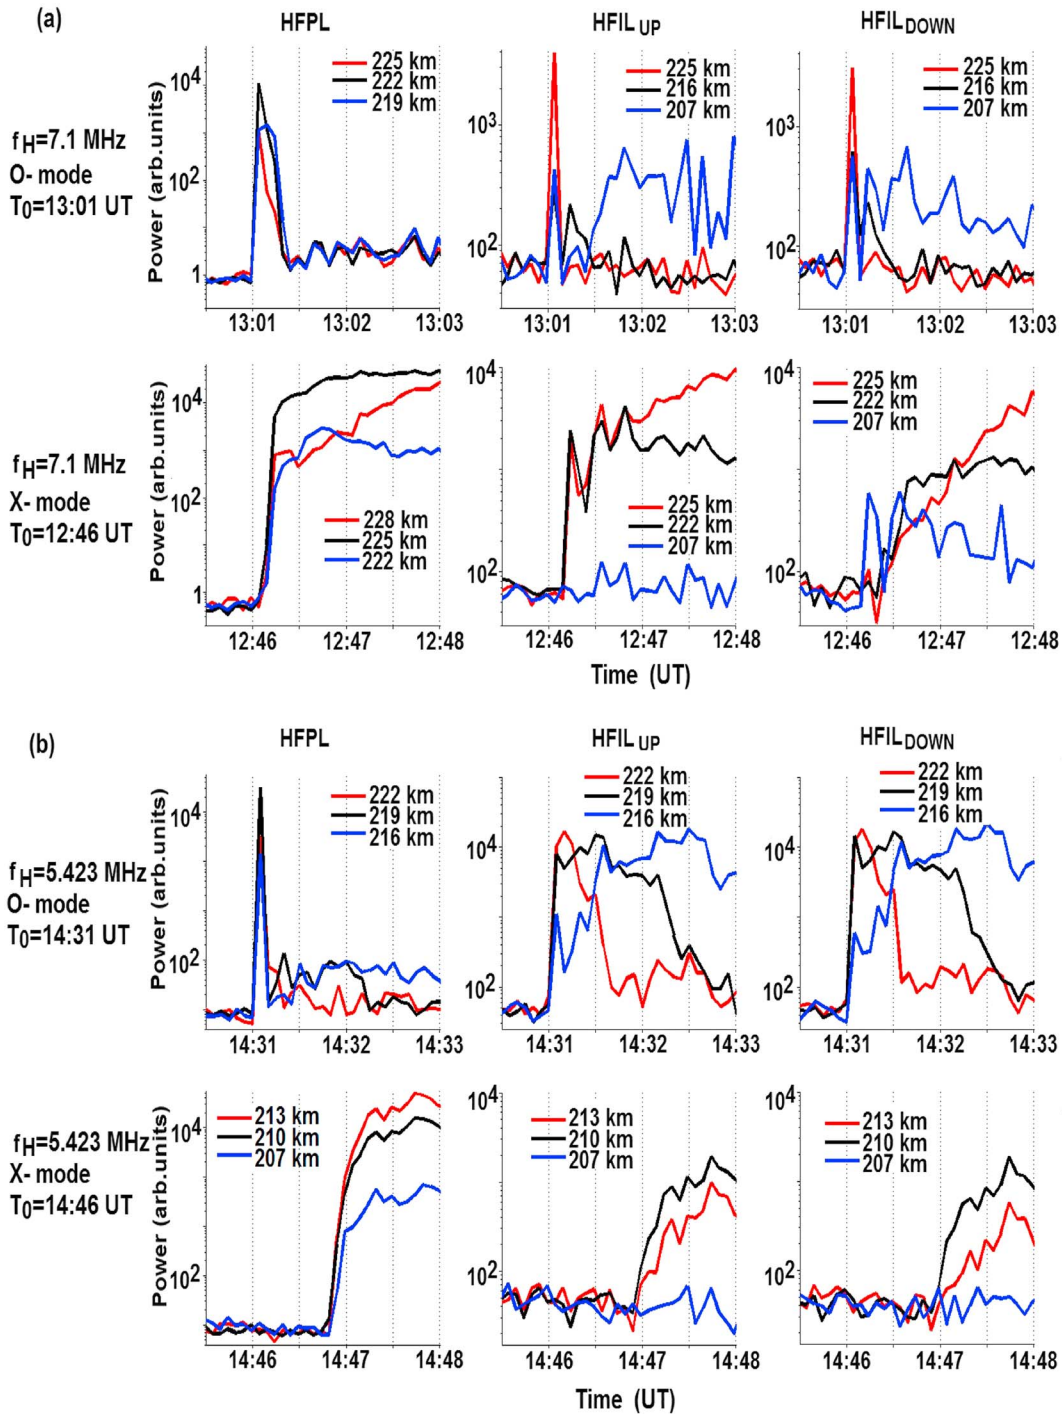 (a)
HFPL
HFIL UP
HFIL DOWN
f H=7.1 MHz
O- mode
T0=13:01 UT
Power (arb.units)
10^4
10^2
1
225 km
222 km
219 km
13:01 13:02 13:03
10^3
10^2
225 km
216 km
207 km
13:01 13:02 13:03
10^3
10^2
225 km
216 km
207 km
13:01 13:02 13:03
f H=7.1 MHz
X- mode
T0=12:46 UT
Power (arb.units)
10^4
10^2
1
228 km
225 km
222 km
12:46 12:47 12:48
10^4
10^2
225 km
222 km
207 km
12:46 12:47 12:48
10^4
10^2
225 km
222 km
207 km
12:46 12:47 12:48
Time (UT)
(b)
HFPL
HFIL UP
HFIL DOWN
f H=5.423 MHz
O- mode
T0=14:31 UT
Power (arb.units)
10^4
10^2
222 km
219 km
216 km
14:31 14:32 14:33
10^4
10^2
222 km
219 km
216 km
14:31 14:32 14:33
10^4
10^2
222 km
219 km
216 km
14:31 14:32 14:33
f H=5.423 MHz
X- mode
T0=14:46 UT
Power (arb.units)
10^4
10^2
213 km
210 km
207 km
14:46 14:47 14:48
10^4
10^2
213 km
210 km
207 km
14:46 14:47 14:48
10^4
10^2
213 km
210 km
207 km
14:46 14:47 14:48
Time (UT)